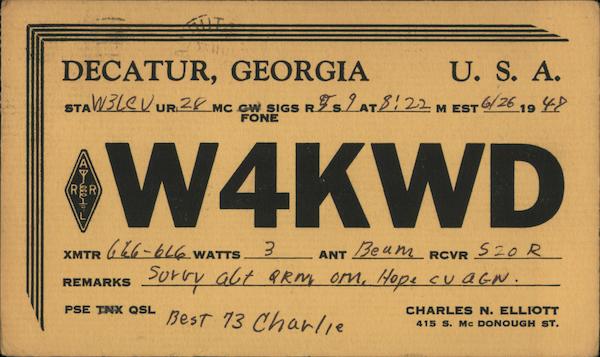 DECATUR, GEORGIA U. S. A.
STA W3LCV UR 28 MC CW SIGS R 5 S 9 AT 8:22 M EST 6/26 1948
FONE
A R R L
W4KWD
XMTR 6L6-6L6 WATTS 3 ANT Beam RCVR S20R
REMARKS Surry abt QRM, OM. Hope CU AGN.
PSE TNX QSL Best 73 Charlie
CHARLES N. ELLIOTT
415 S. Mc DONOUGH ST.